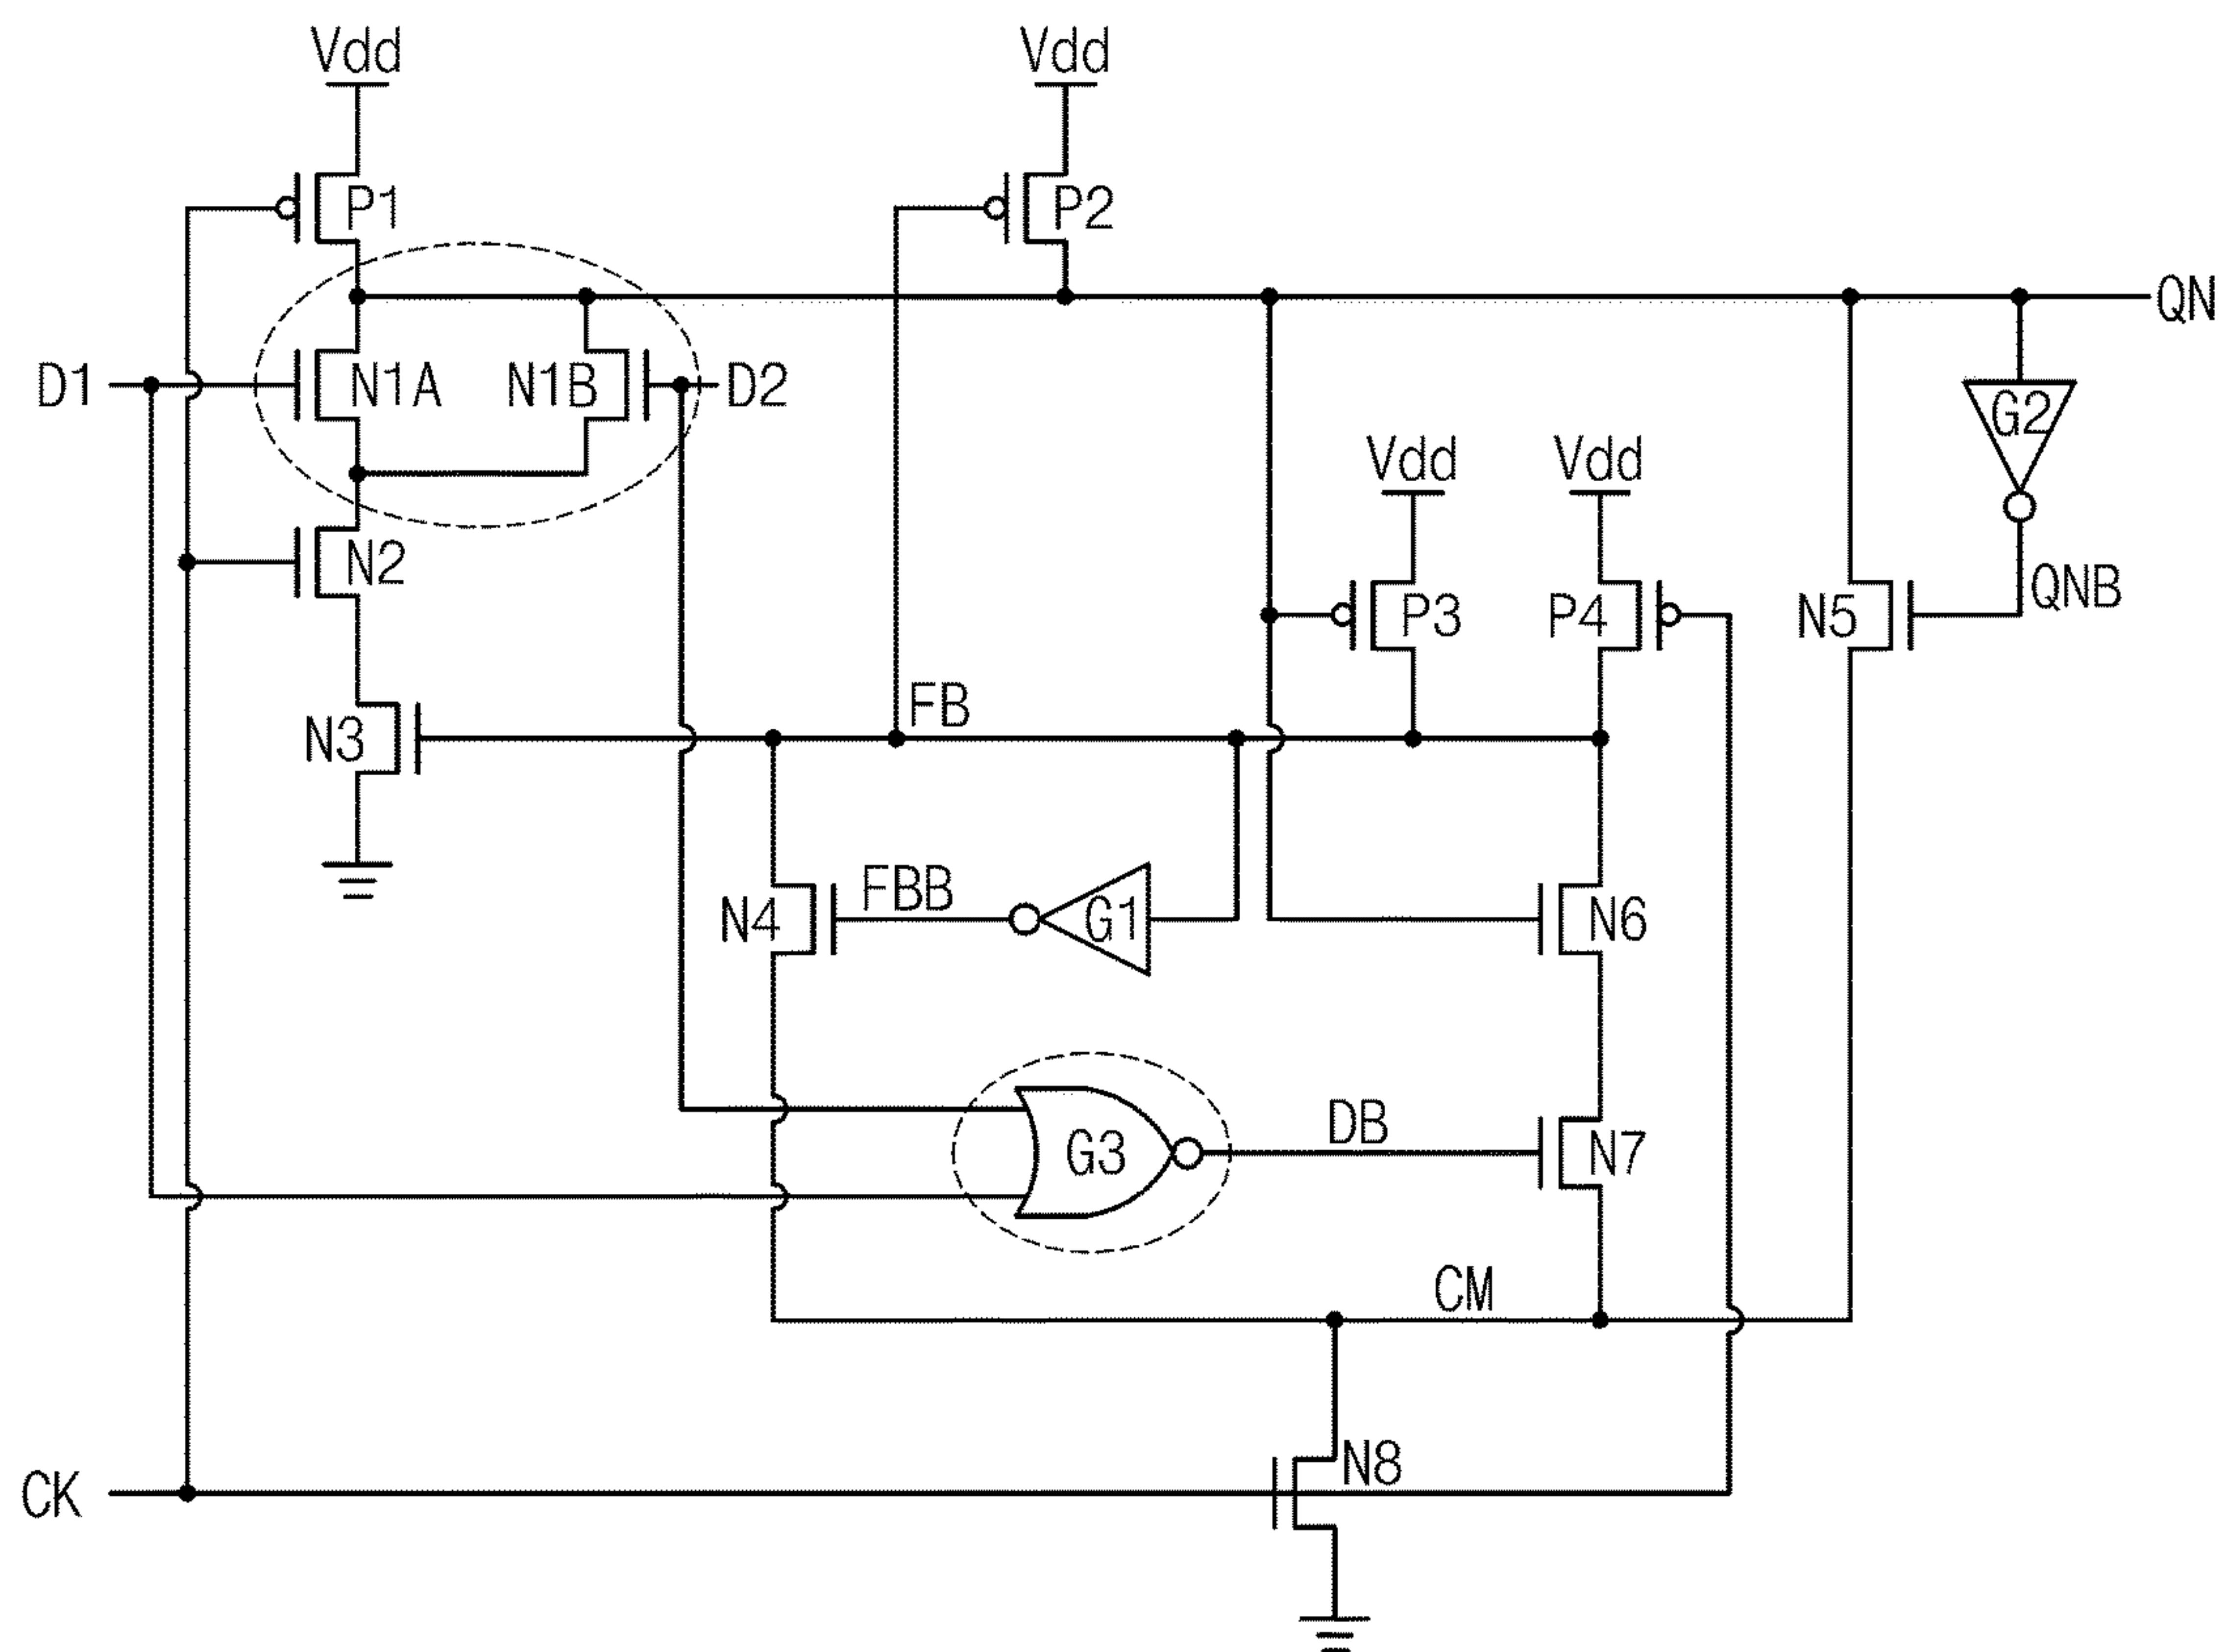 Vdd
Vdd
P1
P2
QN
D1
N1A
N1B
D2
G2
Vdd
Vdd
N2
P3
P4
N5
QNB
FB
N3
FBB
N4
G1
N6
DB
G3
N7
CM
N8
CK